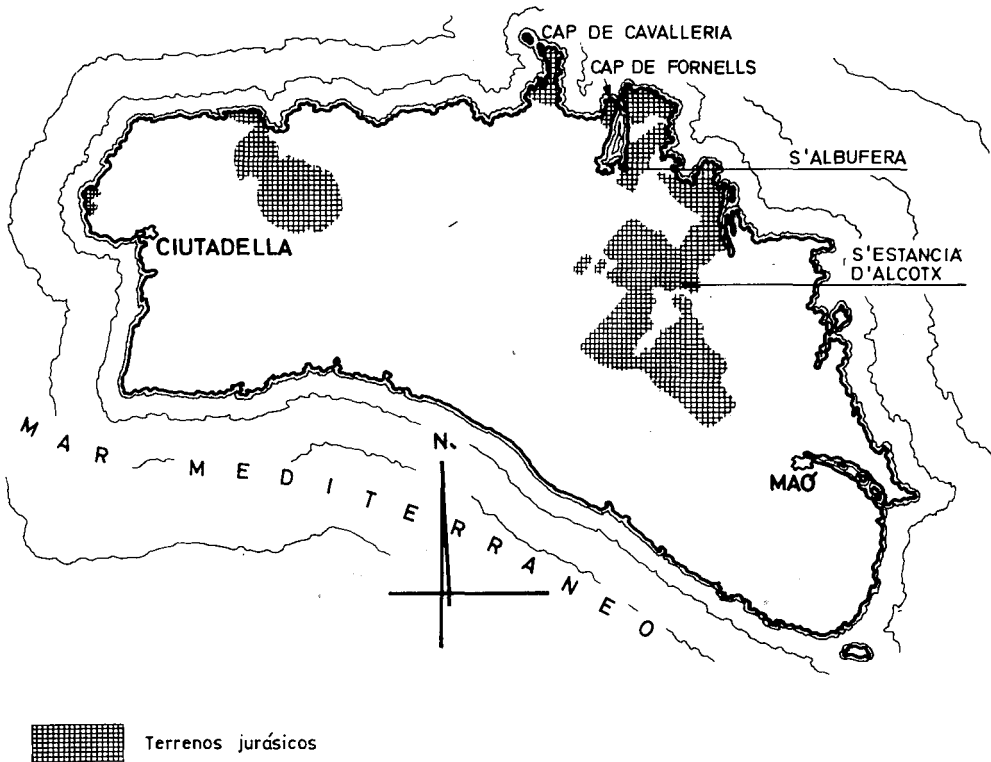 CAP DE CAVALLERIA
CAP DE FORNELLS
S'ALBUFERA
CIUTADELLA
S'ESTANCIA
D'ALCOTX
MAR MEDITERRANEO
N.
MAÓ
Terrenos jurásicos